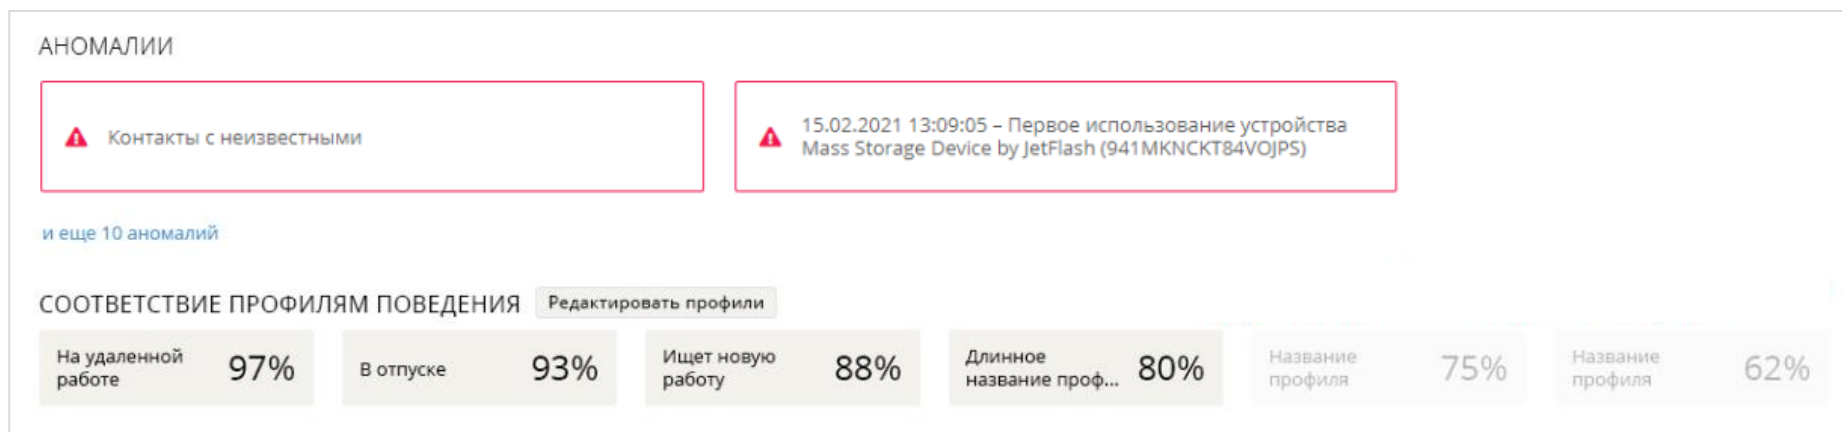 АНОМАЛИИ
Контакты с неизвестными
15.02.2021 13:09:05 – Первое использование устройства
Mass Storage Device by JetFlash (941MKNCKT84VOJPS)
и еще 10 аномалий
СООТВЕТСТВИЕ ПРОФИЛЯМ ПОВЕДЕНИЯ
Редактировать профили
На удаленной
работе
97%
В отпуске
93%
Ищет новую
работу
88%
Длинное
название проф...
80%
Название
профиля
75%
Название
профиля
62%